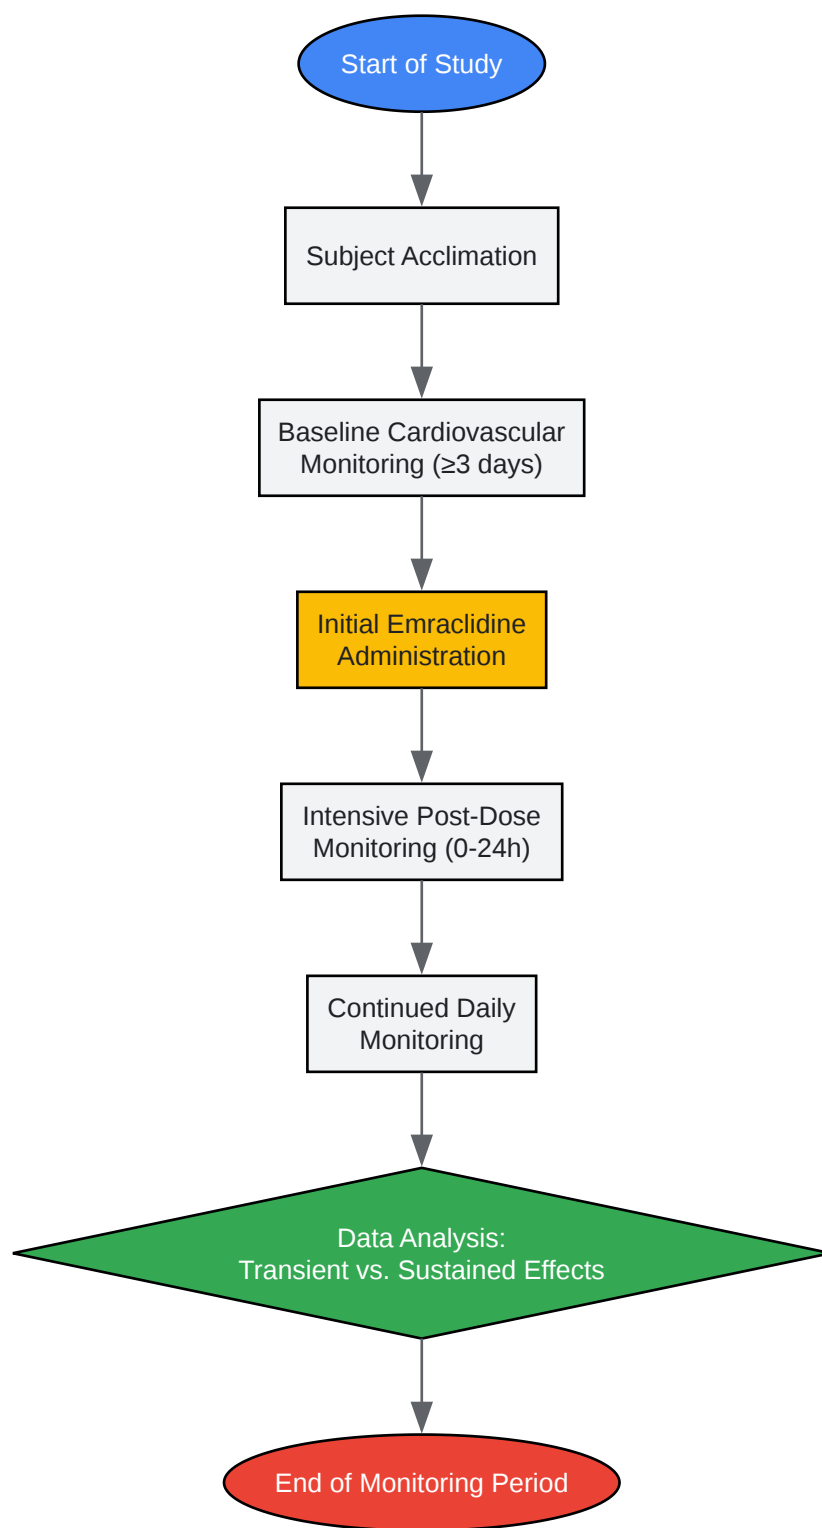 Start of Study
Subject Acclimation
Baseline Cardiovascular
Monitoring (≥3 days)
Initial Emraclidine
Administration
Intensive Post-Dose
Monitoring (0-24h)
Continued Daily
Monitoring
Data Analysis:
Transient vs. Sustained Effects
End of Monitoring Period